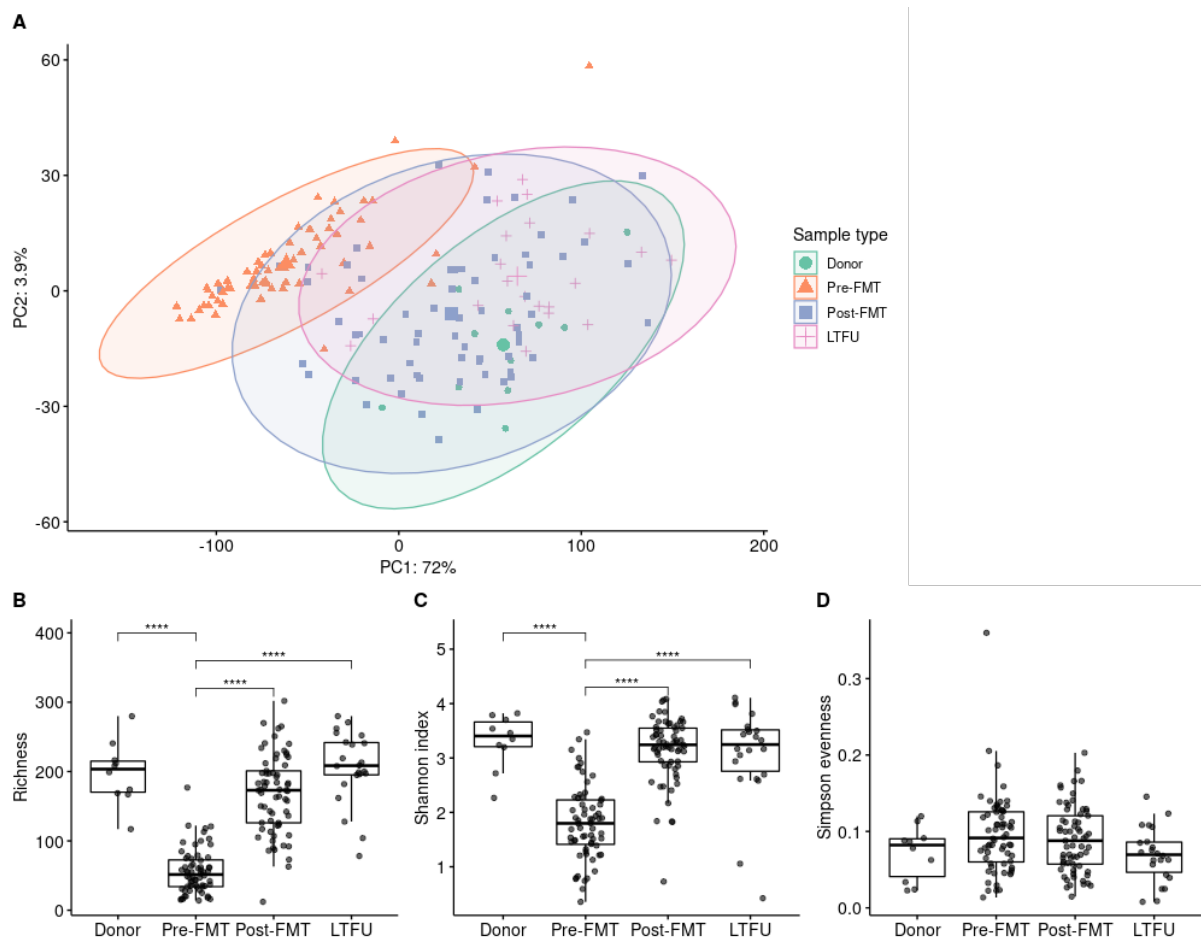 A
60
30
0
-30
-60
PC2: 3.9%
-100 0 100 200
PC1: 72%
Sample type
Donor
Pre-FMT
Post-FMT
LTFU
B
400
300
200
100
0
Richness
**** 
****
****
Donor Pre-FMT Post-FMT LTFU
C
5
4
3
2
1
Shannon index
****
****
****
Donor Pre-FMT Post-FMT LTFU
D
0.3
0.2
0.1
0.0
Simpson evenness
Donor Pre-FMT Post-FMT LTFU